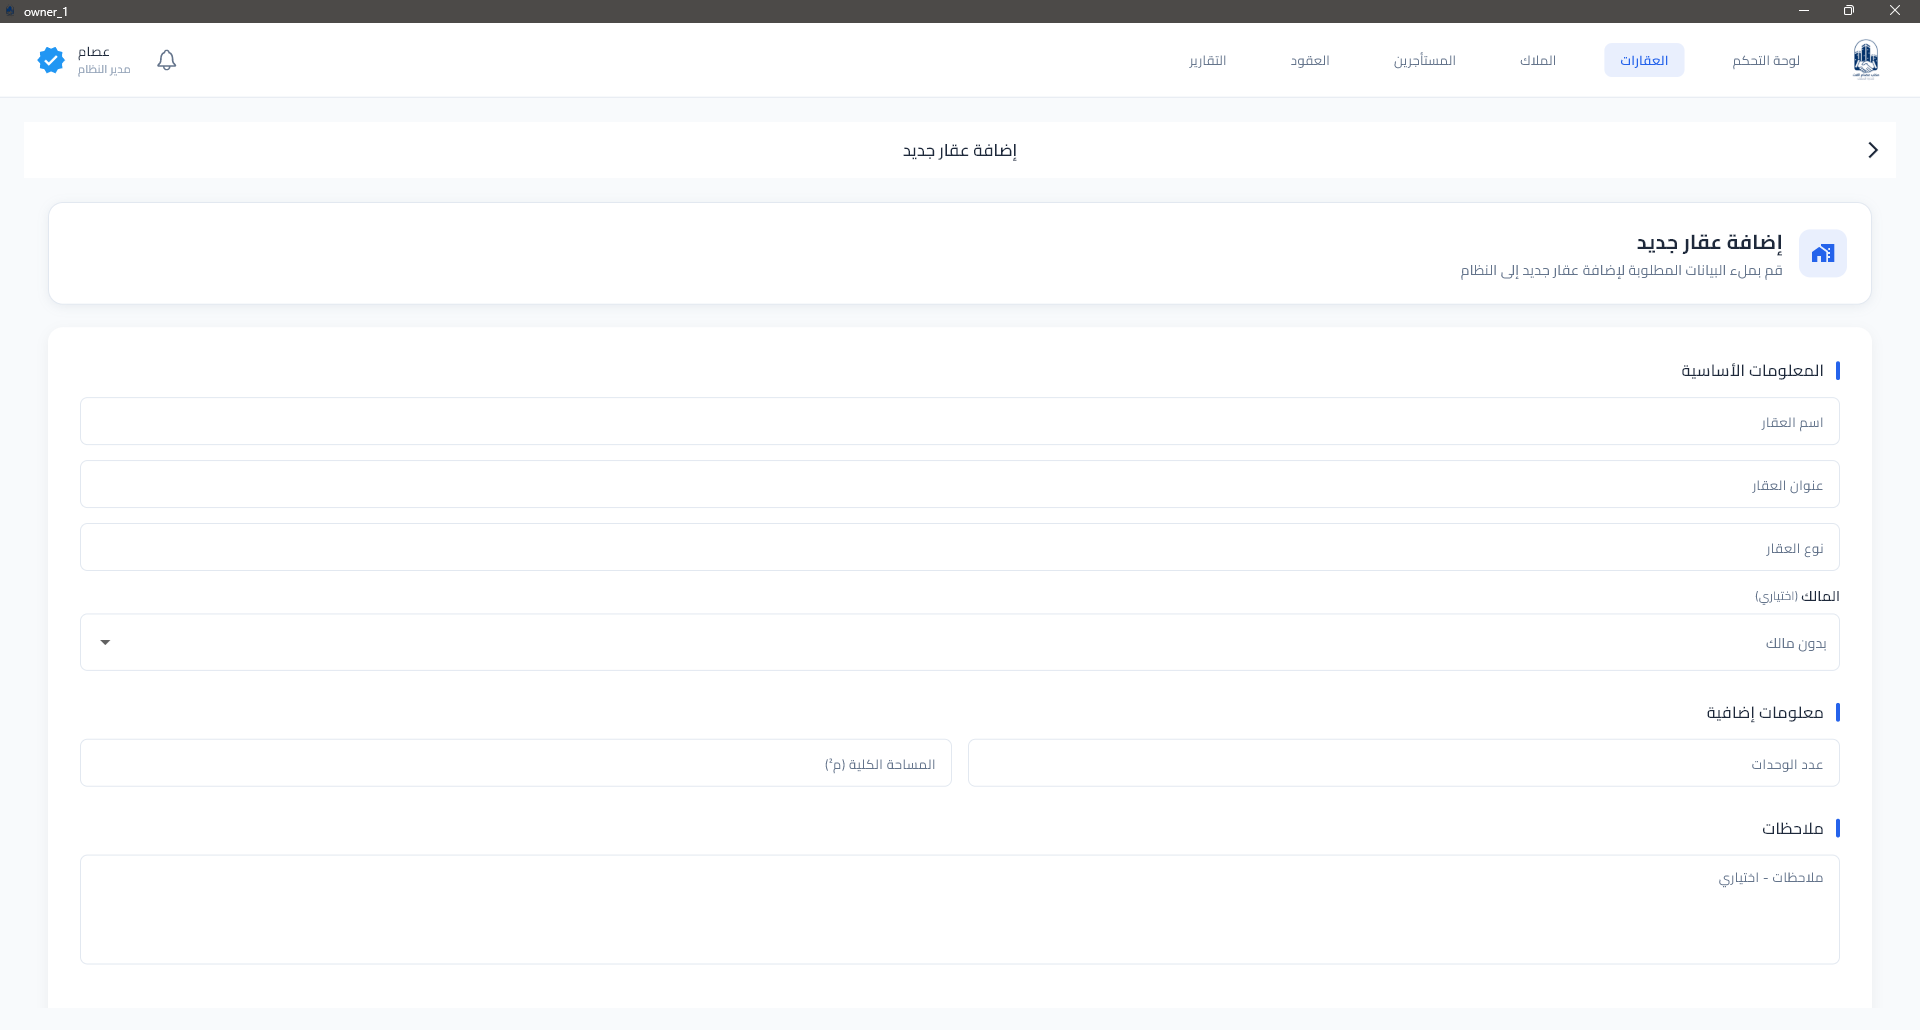 owner_1
لوحة التحكم
العقارات
الملاك
المستأجرين
العقود
التقارير
عصام
مدير النظام
إضافة عقار جديد
إضافة عقار جديد
قم بملء البيانات المطلوبة لإضافة عقار جديد إلى النظام
المعلومات الأساسية
اسم العقار
عنوان العقار
نوع العقار
المالك (اختياري)
بدون مالك
معلومات إضافية
عدد الوحدات
المساحة الكلية (م²)
ملاحظات
ملاحظات - اختياري